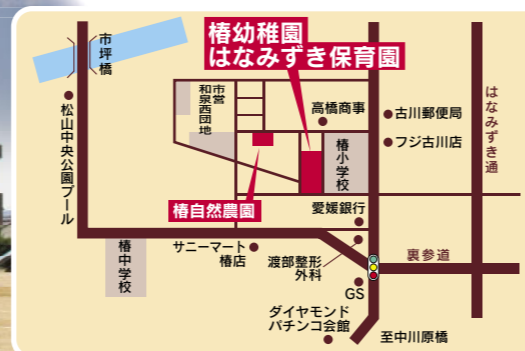 椿幼稚園
はなみずき保育園
市坪橋
市営
和泉西団地
高橋商事
古川郵便局
フジ古川店
はなみずき通
松山中央公園プール
椿小学校
椿自然農園
愛媛銀行
サニーマート
椿店
渡部整形
外科
裏参道
椿中学校
GS
ダイヤモンド
パチンコ会館
至中川原橋